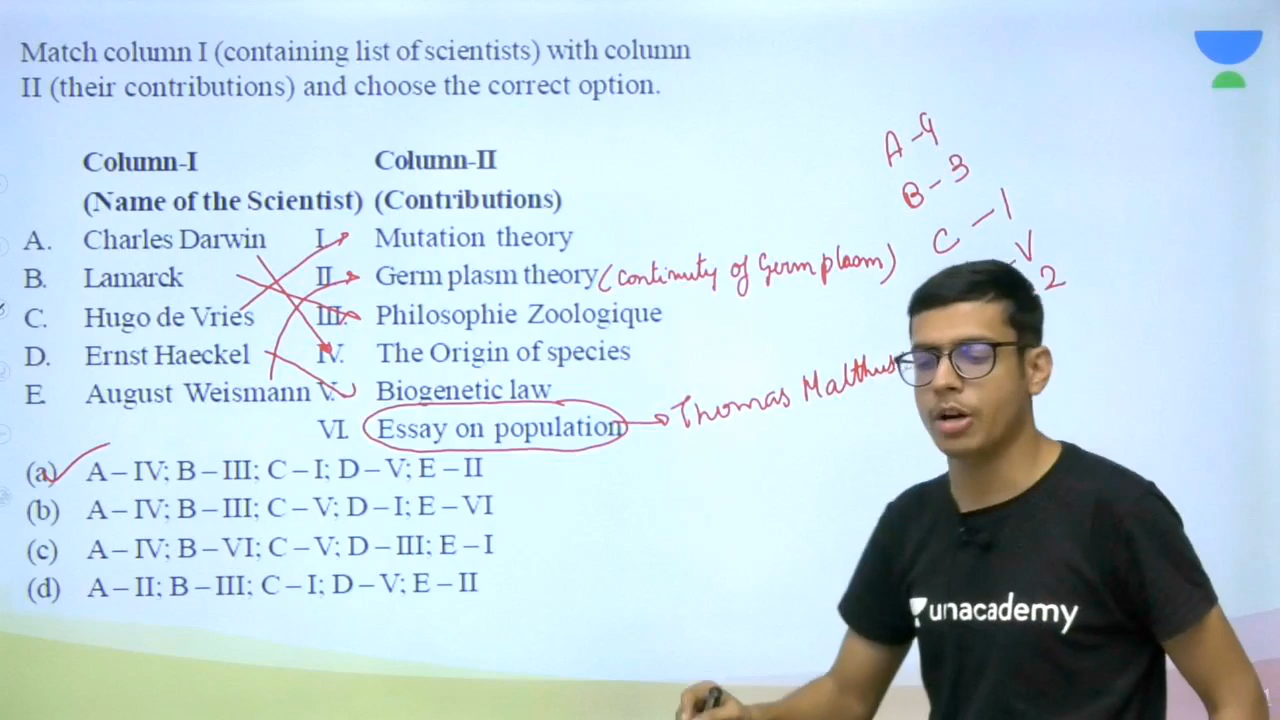 Match column I (containing list of scientists) with column
II (their contributions) and choose the correct option.
Column-I Column-II
(Name of the Scientist) (Contributions)
A. Charles Darwin I. Mutation theory
B. Lamarck II. Germ plasm theory (continuity of Germ plasm)
C. Hugo de Vries III. Philosophie Zoologique
D. Ernst Haeckel IV. The Origin of species
E. August Weismann V. Biogenetic law
VI. Essay on population Thomas Malthus
(a) A – IV; B – III; C – I; D – V; E – II
(b) A – IV; B – III; C – V; D – I; E – VI
(c) A – IV; B – VI; C – V; D – III; E – I
(d) A – II; B – III; C – I; D – V; E – II
A - 4
B - 3
C - 1
- V
2
unacademy